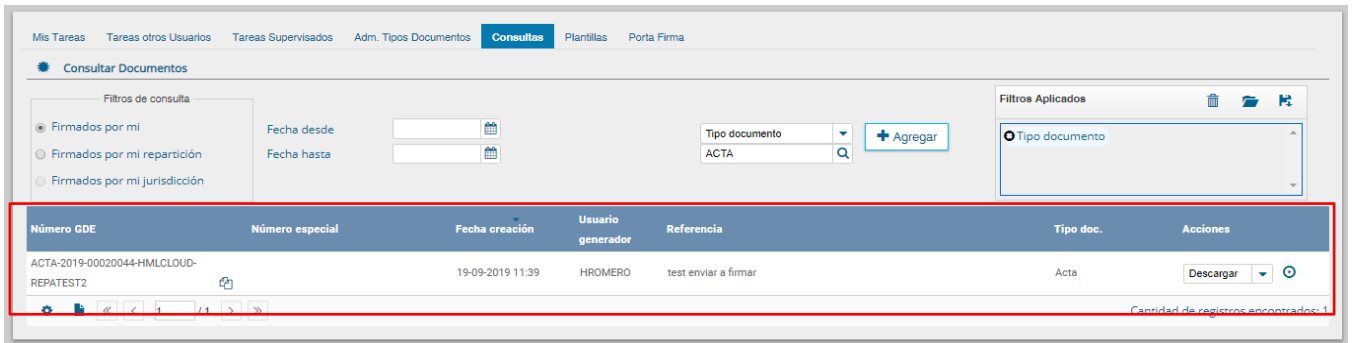 Mis Tareas Tareas otros Usuarios Tareas Supervisados Adm. Tipos Documentos Consultas Plantillas Porta Firma
Consultar Documentos
Filtros de consulta
Filtros Aplicados
Firmados por mi Fecha desde Tipo documento Agregar Tipo documento
Firmados por mi repartición Fecha hasta ACTA
Firmados por mi jurisdicción
Número GDE Número especial Fecha creación Usuario generador Referencia Tipo doc. Acciones
ACTA-2019-00020044-HMLCLOUD-
REPATEST2 19-09-2019 11:39 HROMERO test enviar a firmar Acta Descargar
1 / 1 Cantidad de registros encontrados: 1